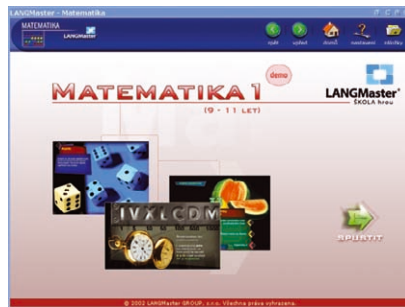 LANGMaster - Matematika
MATEMATIKA
LANGMaster
zpět
vpřed
domů
nastavení
záložky
MATEMATIKA 1
demo
(9 - 11 LET)
LANGMaster
ŠKOLA hrou
IVXLCDM
SPUSTIT
© 2002 LANGMaster GROUP, s.r.o. Všechna práva vyhrazena.